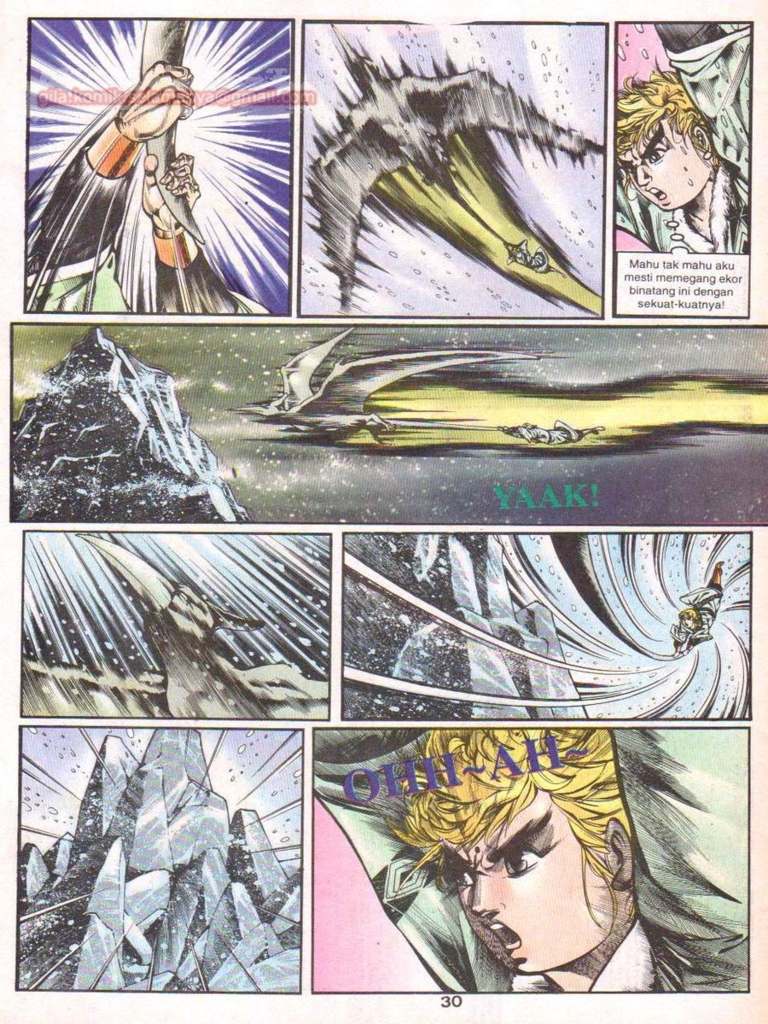 Mahu tak mahu aku
mesti memegang ekor
binatang ini dengan
sekuat-kuatnya!
YAAK!
OHH~AH~
30